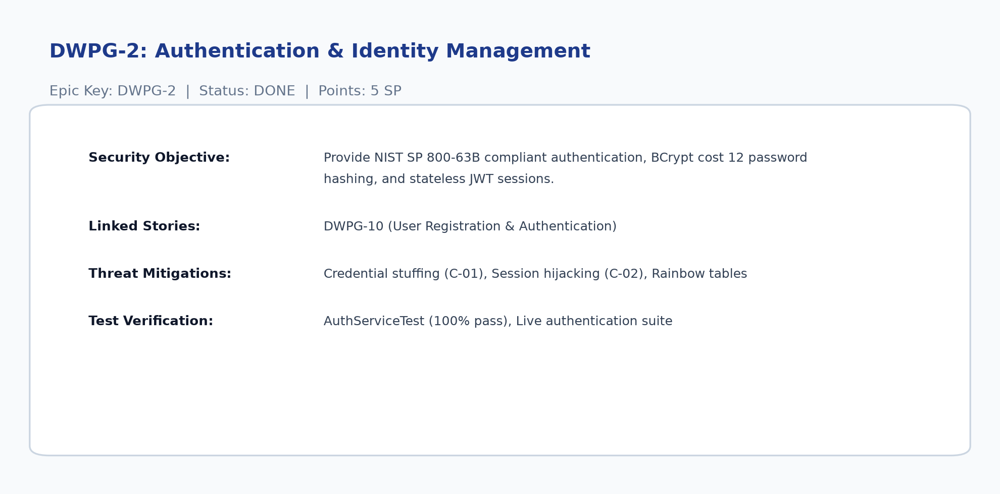 DWPG-2: Authentication & Identity Management
Epic Key: DWPG-2 | Status: DONE | Points: 5 SP
Security Objective: Provide NIST SP 800-63B compliant authentication, BCrypt cost 12 password
hashing, and stateless JWT sessions.
Linked Stories: DWPG-10 (User Registration & Authentication)
Threat Mitigations: Credential stuffing (C-01), Session hijacking (C-02), Rainbow tables
Test Verification: AuthServiceTest (100% pass), Live authentication suite